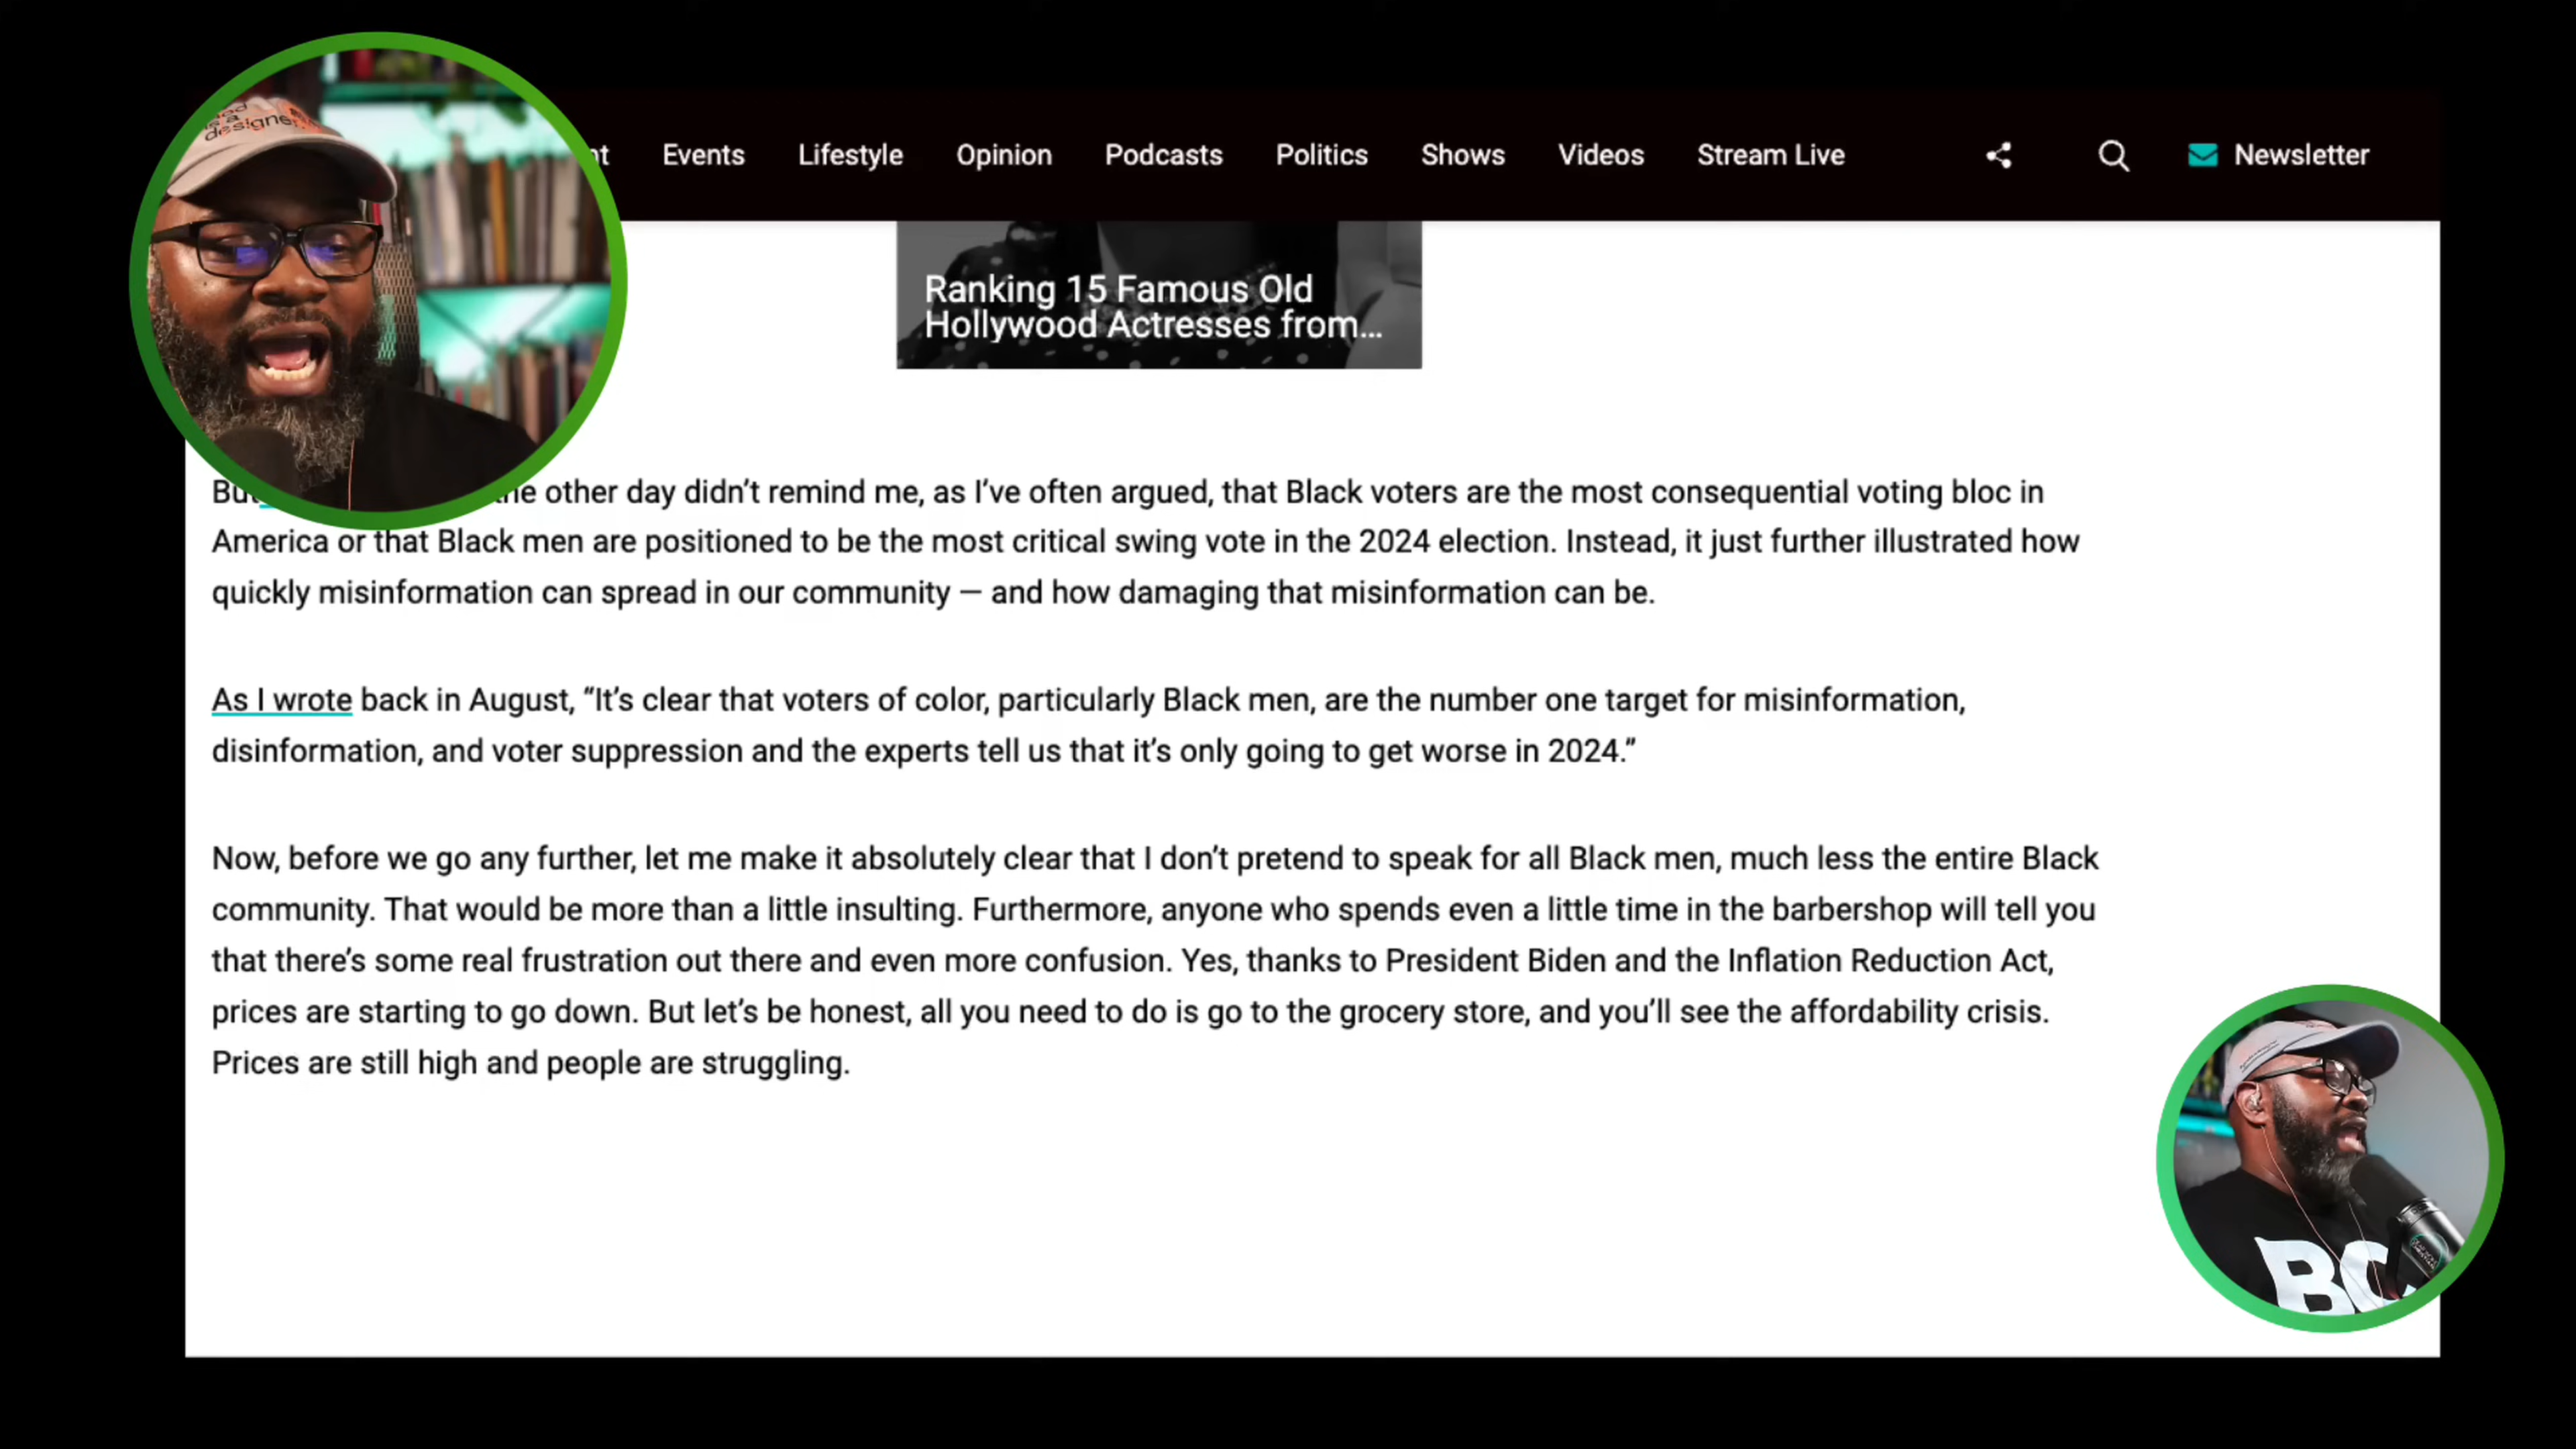 is a
designer
nt Events Lifestyle Opinion Podcasts Politics Shows Videos Stream Live Newsletter
Ranking 15 Famous Old
Hollywood Actresses from...
But the other day didn’t remind me, as I’ve often argued, that Black voters are the most consequential voting bloc in
America or that Black men are positioned to be the most critical swing vote in the 2024 election. Instead, it just further illustrated how
quickly misinformation can spread in our community — and how damaging that misinformation can be.
As I wrote back in August, “It’s clear that voters of color, particularly Black men, are the number one target for misinformation,
disinformation, and voter suppression and the experts tell us that it’s only going to get worse in 2024.”
Now, before we go any further, let me make it absolutely clear that I don’t pretend to speak for all Black men, much less the entire Black
community. That would be more than a little insulting. Furthermore, anyone who spends even a little time in the barbershop will tell you
that there’s some real frustration out there and even more confusion. Yes, thanks to President Biden and the Inflation Reduction Act,
prices are starting to go down. But let’s be honest, all you need to do is go to the grocery store, and you’ll see the affordability crisis.
Prices are still high and people are struggling.
BC